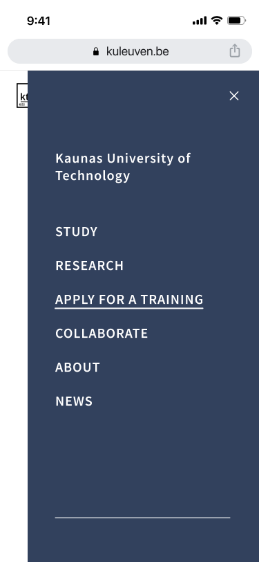 9:41
kuleuven.be
Kaunas University of
Technology
STUDY
RESEARCH
APPLY FOR A TRAINING
COLLABORATE
ABOUT
NEWS